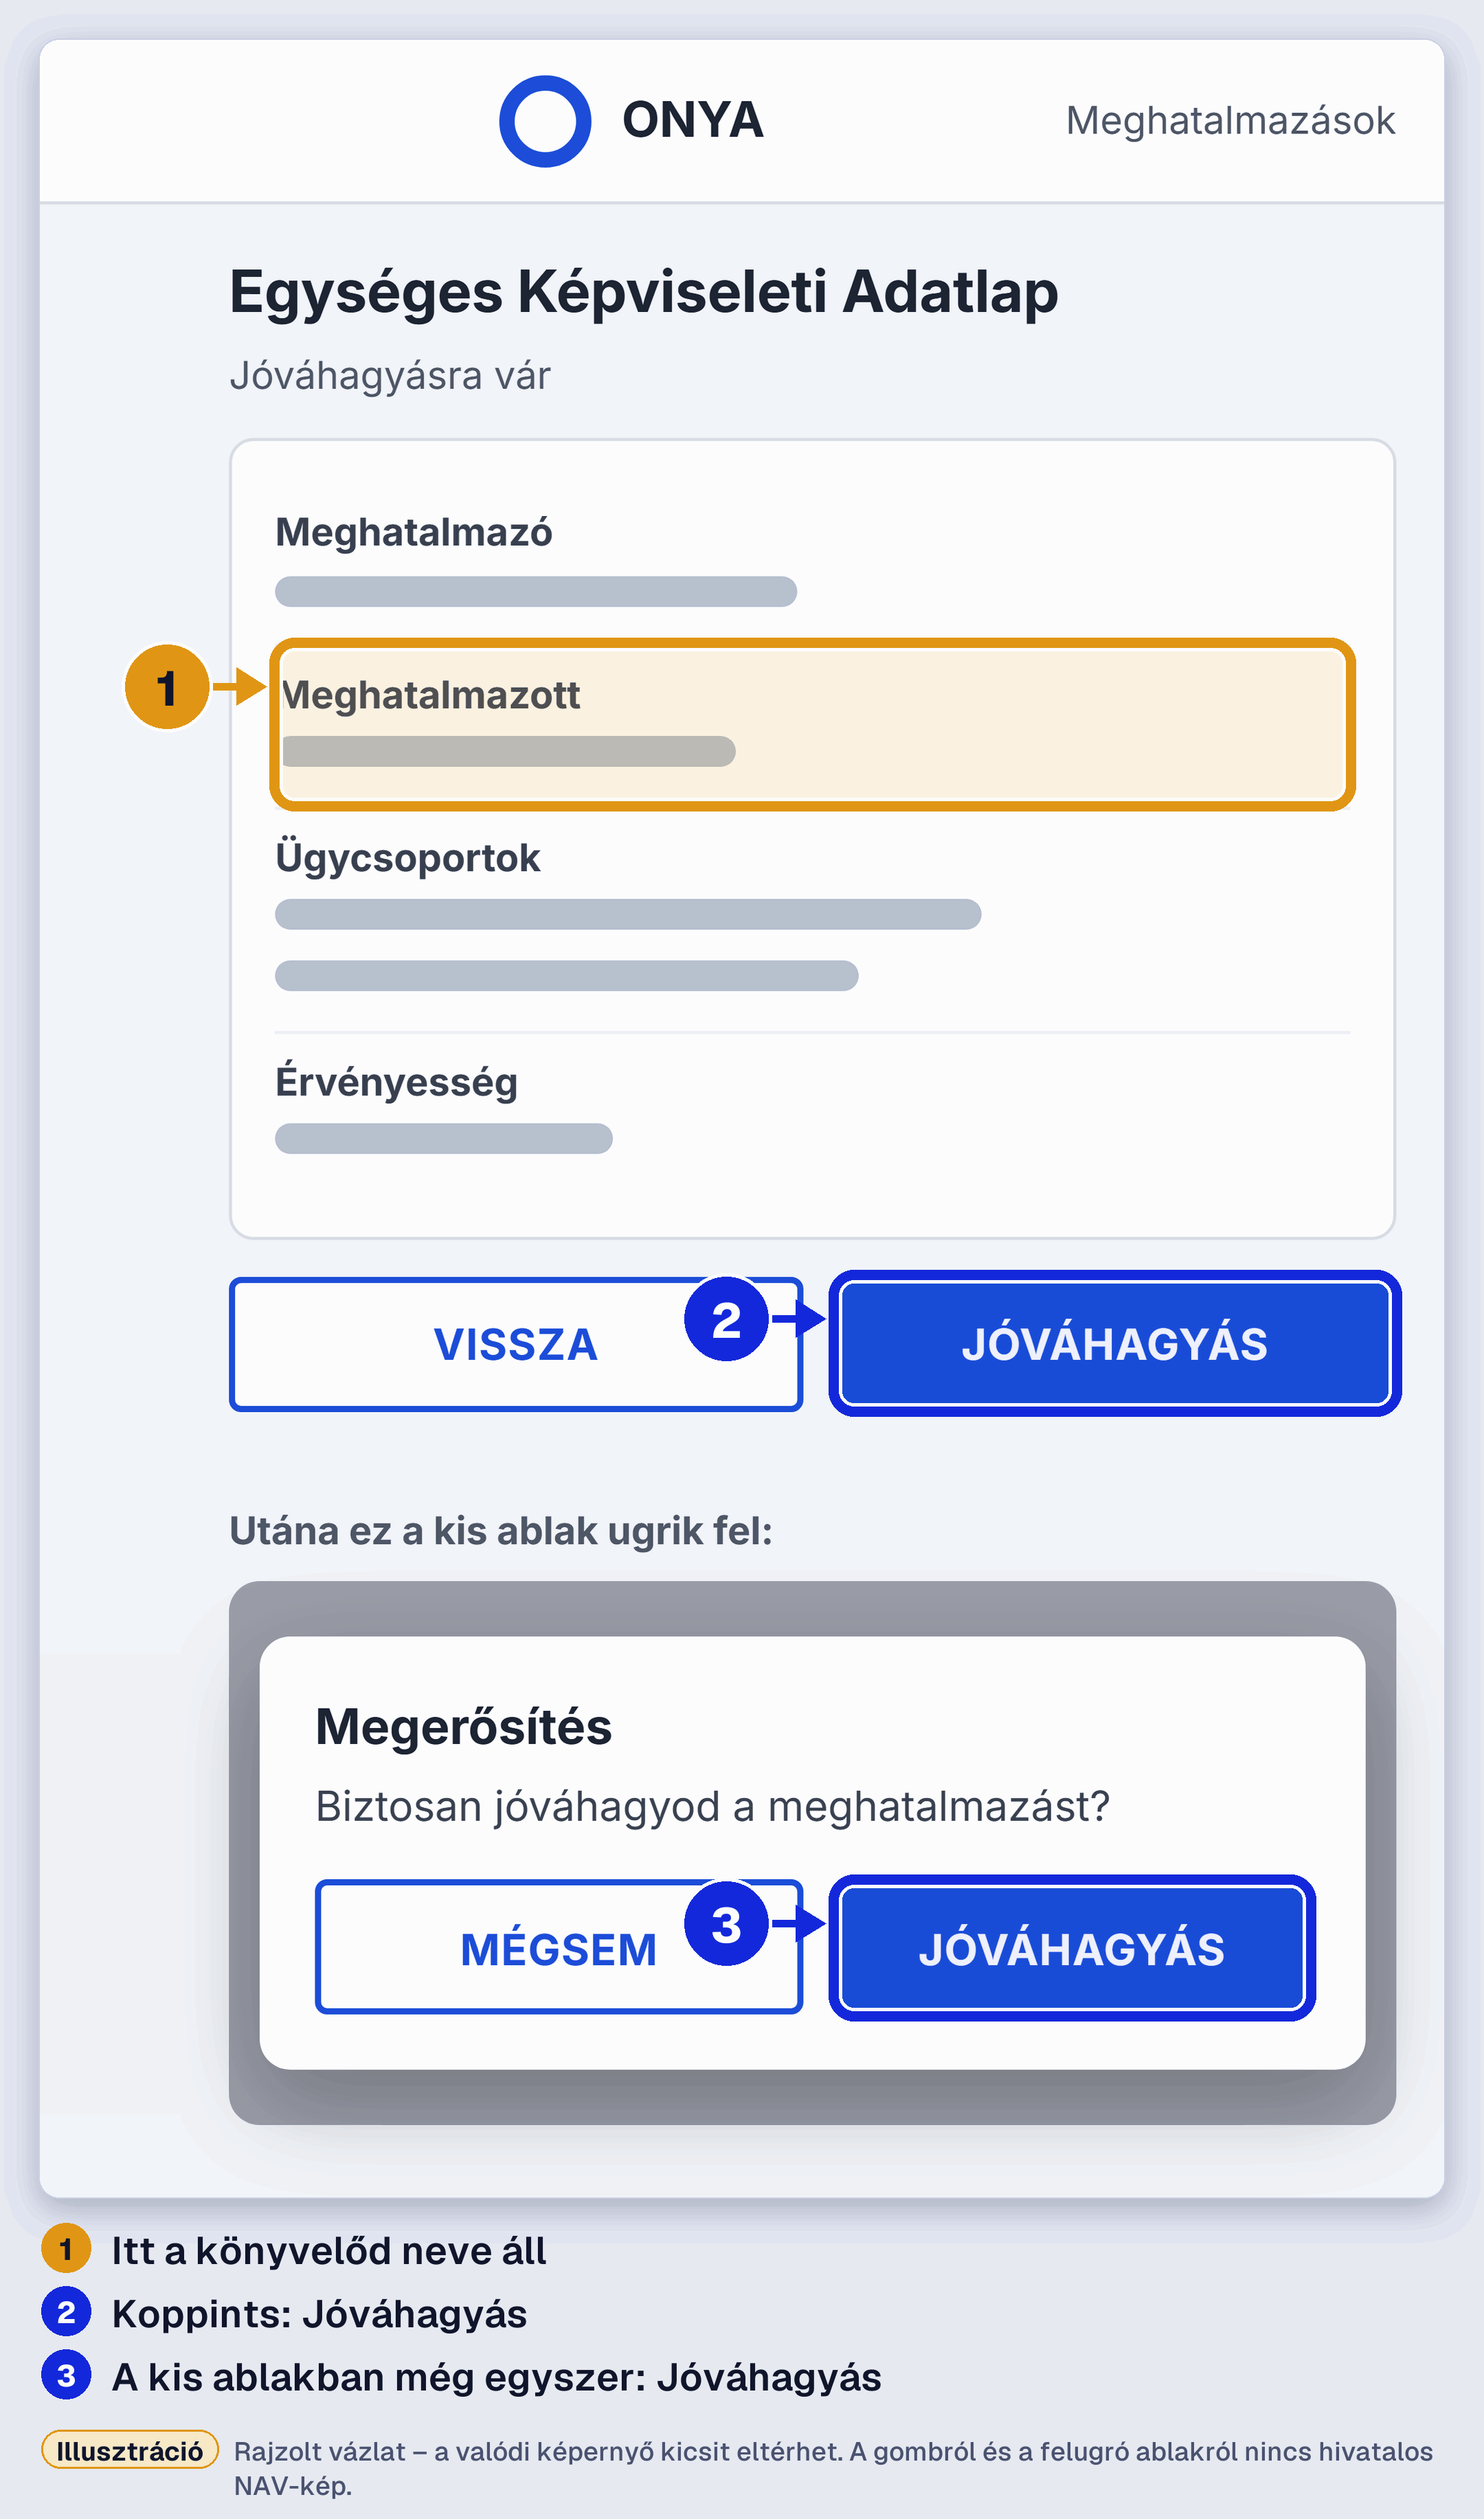 ONYA
Meghatalmazások
Egységes Képviseleti Adatlap
Jóváhagyásra vár
Meghatalmazó
1
Meghatalmazott
Ügycsoportok
Érvényesség
VISSZA
2
JÓVÁHAGYÁS
Utána ez a kis ablak ugrik fel:
Megerősítés
Biztosan jóváhagyod a meghatalmazást?
MÉGSEM
3
JÓVÁHAGYÁS
1 Itt a könyvelőd neve áll
2 Koppints: Jóváhagyás
3 A kis ablakban még egyszer: Jóváhagyás
Illusztráció Rajzolt vázlat – a valódi képernyő kicsit eltérhet. A gombról és a felugró ablakról nincs hivatalos
NAV-kép.